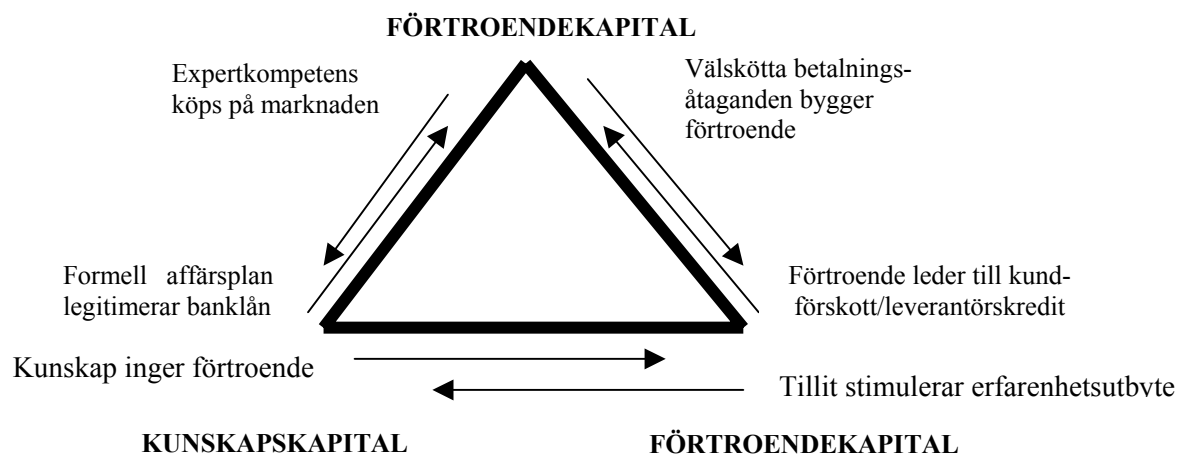 FÖRTROENDEKAPITAL
Expertkompetens
köps på marknaden
Välskötta betalnings-
åtaganden bygger
förtroende
Formell affärsplan
legitimerar banklån
Förtroende leder till kund-
förskott/leverantörskredit
Kunskap inger förtroende
Tillit stimulerar erfarenhetsutbyte
KUNSKAPSKAPITAL
FÖRTROENDEKAPITAL